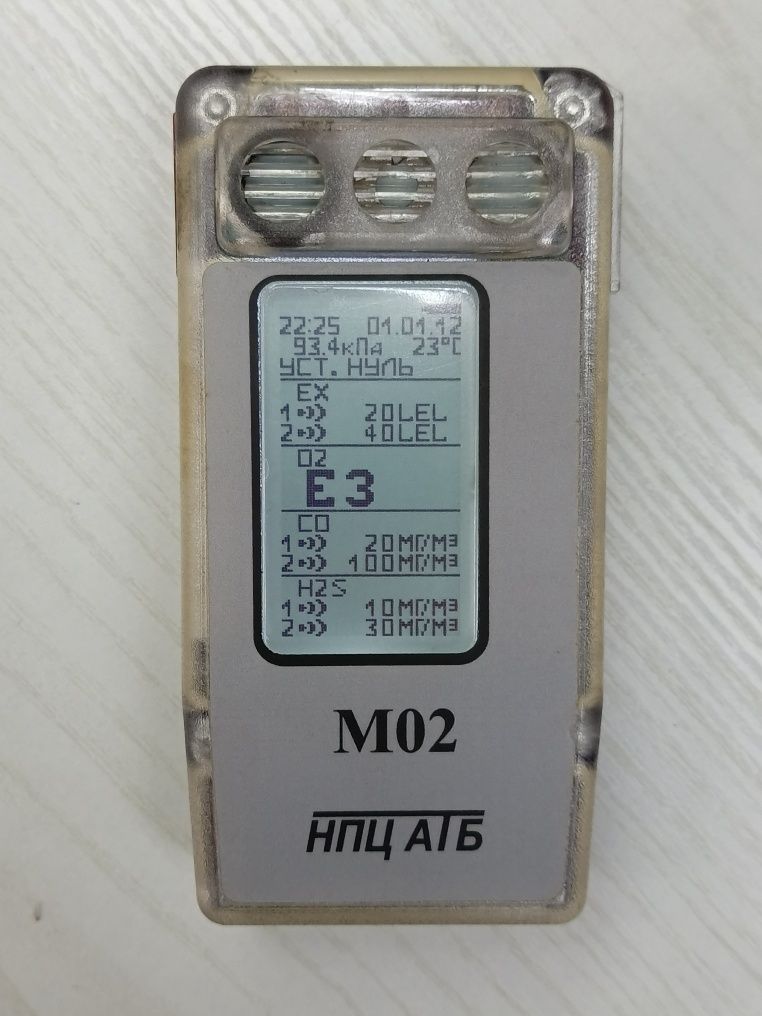 22:25 01.01.12
93.4кПа 23°C
УСТ. НУЛЬ
EX
1 20LEL
2 40LEL
O2
E3
CO
1 20МГ/М³
2 100МГ/М³
H2S
1 10МГ/М³
2 30МГ/М³
М02
НПЦ АТБ